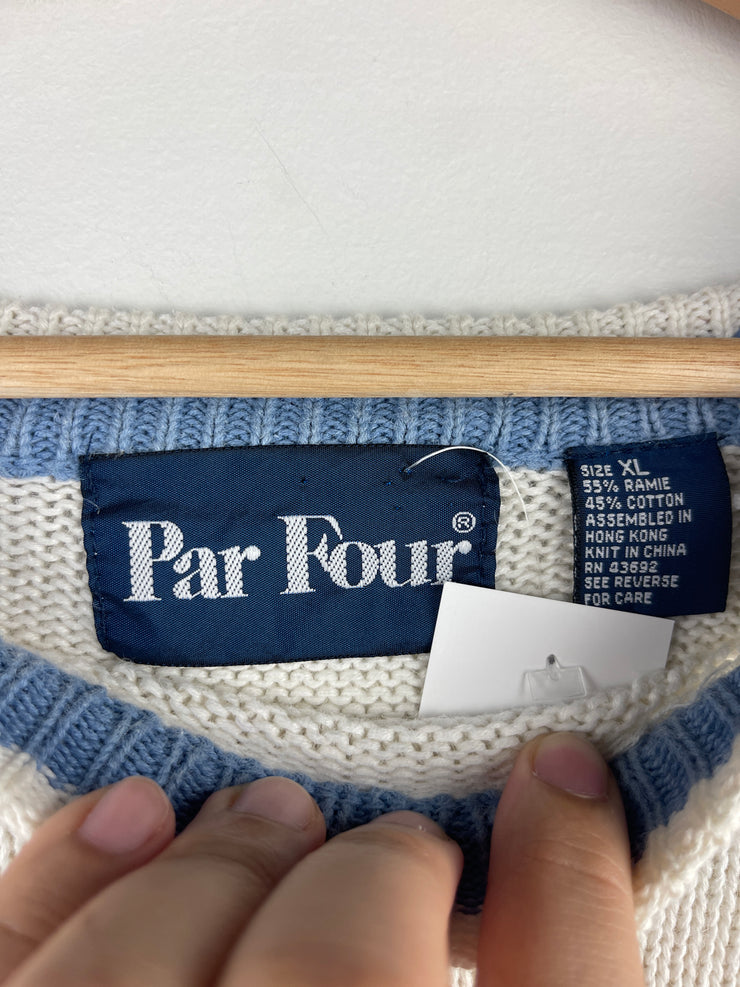 Par Four®
SIZE XL
55% RAMIE
45% COTTON
ASSEMBLED IN
HONG KONG
KNIT IN CHINA
RN 43692
SEE REVERSE
FOR CARE